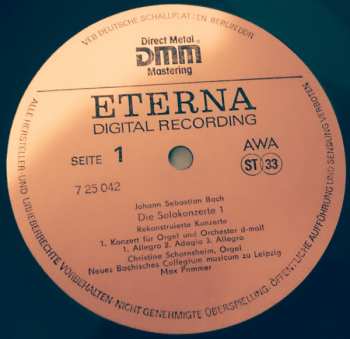 VEB DEUTSCHE SCHALLPLATTEN BERLIN DDR
Direct Metal
DMM
Mastering
ETERNA
DIGITAL RECORDING
SEITE 1
AWA
7 25 042
ST 33
Johann Sebastian Bach
Die Solokonzerte 1
Rekonstruierte Konzerte
1. Konzert für Orgel und Orchester d-moll
1. Allegro 2. Adagio 3. Allegro
Christine Schornsheim, Orgel
Neues Bachisches Collegium musicum zu Leipzig
Max Pommer
ALLE HERSTELLER- UND URHEBERRECHTE VORBEHALTEN · NICHT GENEHMIGTE ÜBERSPIELUNG, ÖFFENTLICHE AUFFÜHRUNG UND SENDUNG VERBOTEN